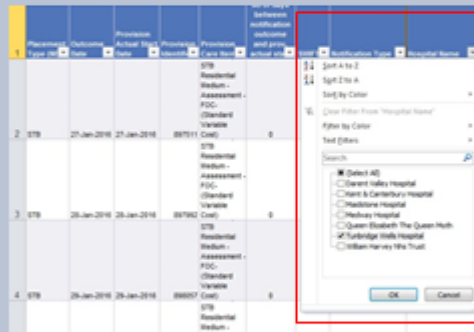 between
notification
Provision outcome
Placement Outcome Actual Start Provision Provision and prov
Type Date Date Identifier Care Item actual start Notification Type Hospital Name
1
Sort A to Z
Sort Z to A
Sort by Color
Clear Filter From "Hospital Name"
Filter by Color
Text Filters
Search
(Select All)
Darent Valley Hospital
Kent & Canterbury Hospital
Maidstone Hospital
Medway Hospital
Queen Elizabeth The Queen Moth
Tunbridge Wells Hospital
William Harvey Nhs Trust
OK Cancel
STB
Residential
Medium -
Assessment -
FOC-
(Standard
Variable
2 STB 27-Jan-2016 27-Jan-2016 Cost) 0
STB
Residential
Medium -
Assessment -
FOC-
(Standard
Variable
3 STB 28-Jan-2016 28-Jan-2016 Cost) 0
STB
Residential
Medium -
Assessment -
FOC-
(Standard
Variable
4 STB 29-Jan-2016 29-Jan-2016 Cost) 0
STB
Residential
Medium -